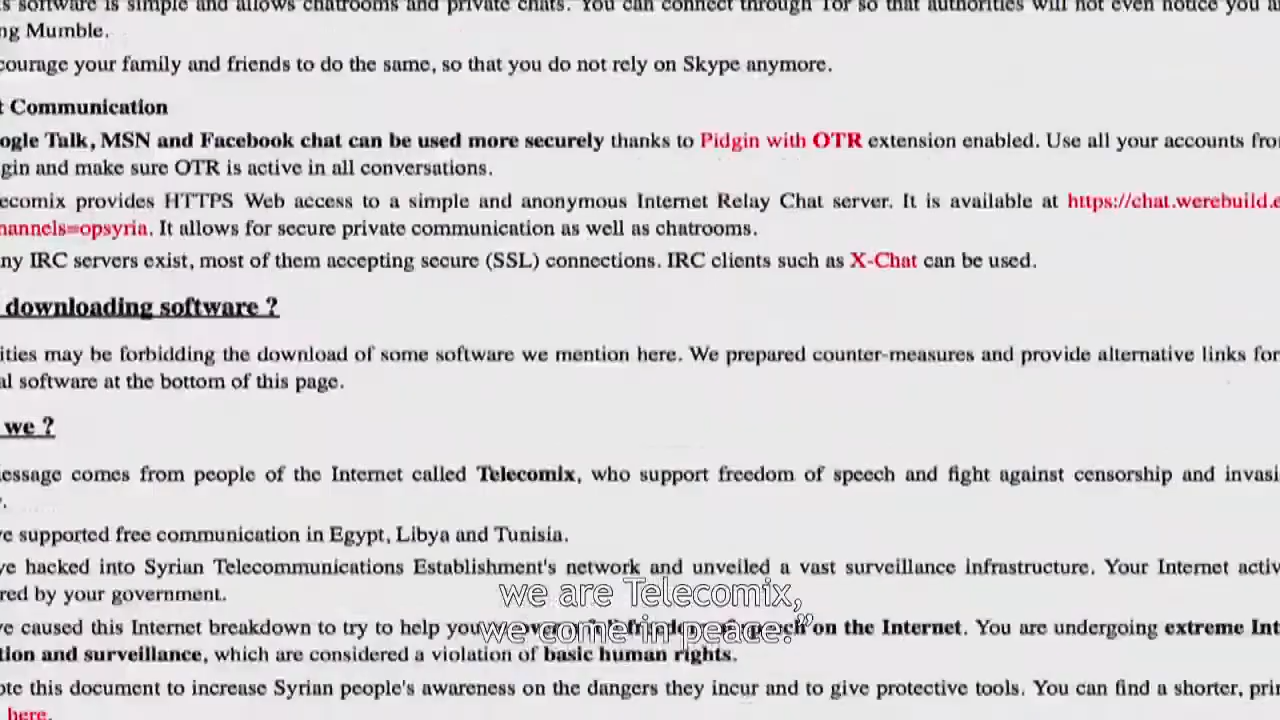 s software is simple and allows chatrooms and private chats. You can connect through Tor so that authorities will not even notice you a
ng Mumble.
courage your family and friends to do the same, so that you do not rely on Skype anymore.
t Communication
ogle Talk, MSN and Facebook chat can be used more securely thanks to Pidgin with OTR extension enabled. Use all your accounts fro
gin and make sure OTR is active in all conversations.
ecomix provides HTTPS Web access to a simple and anonymous Internet Relay Chat server. It is available at https://chat.werebuild.e
hannels=opsyria. It allows for secure private communication as well as chatrooms.
ny IRC servers exist, most of them accepting secure (SSL) connections. IRC clients such as X-Chat can be used.
downloading software ?
ities may be forbidding the download of some software we mention here. We prepared counter-measures and provide alternative links for
al software at the bottom of this page.
we ?
essage comes from people of the Internet called Telecomix, who support freedom of speech and fight against censorship and invasi
y.
ve supported free communication in Egypt, Libya and Tunisia.
ve hacked into Syrian Telecommunications Establishment's network and unveiled a vast surveillance infrastructure. Your Internet activ
red by your government.
we are Telecomix,
ve caused this Internet breakdown to try to help you on the Internet. You are undergoing extreme Int
we come in peace.”
tion and surveillance, which are considered a violation of basic human rights.
ote this document to increase Syrian people's awareness on the dangers they incur and to give protective tools. You can find a shorter, prin
here.